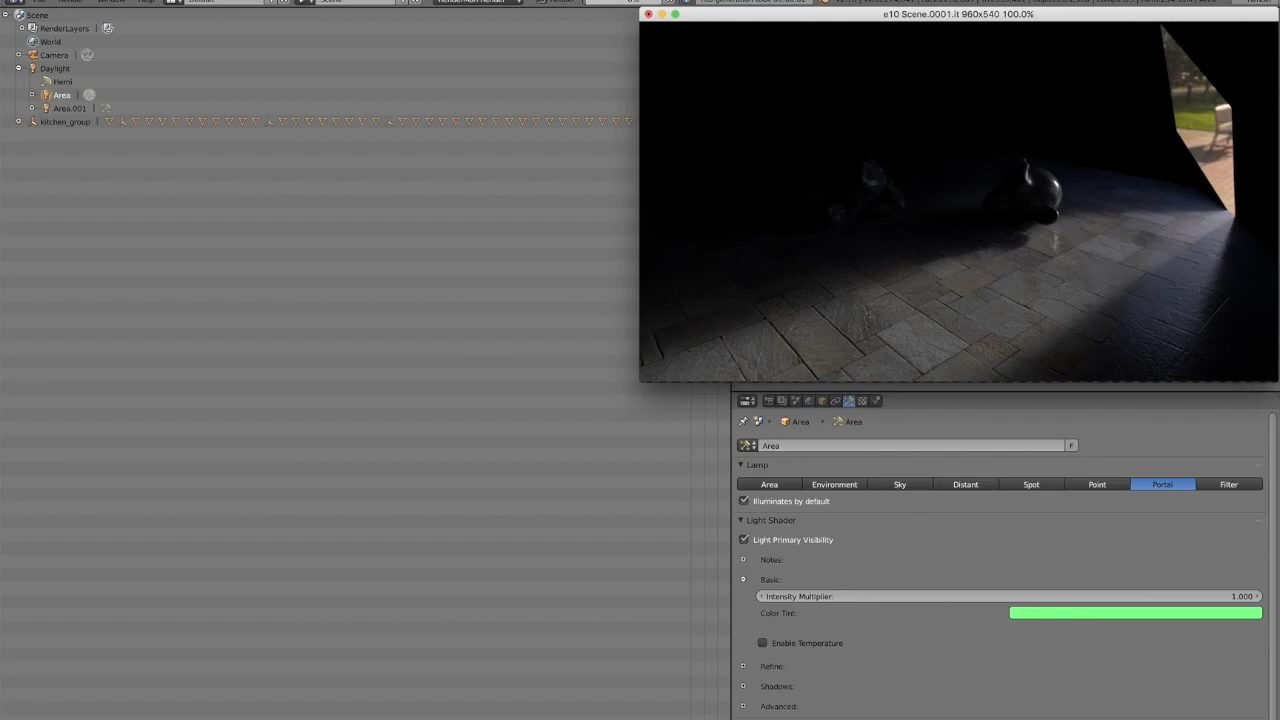 Scene
RenderLayers
World
Camera
Daylight
Hemi
Area
Area.001
kitchen_group
e10 Scene.0001.it 960x540 100.0%
Area
Area
Area
F
Lamp
Area
Environment
Sky
Distant
Spot
Point
Portal
Filter
Illuminates by default
Light Shader
Light Primary Visibility
Notes:
Basic:
Intensity Multiplier:
1.000
Color Tint:
Enable Temperature
Refine:
Shadows:
Advanced: